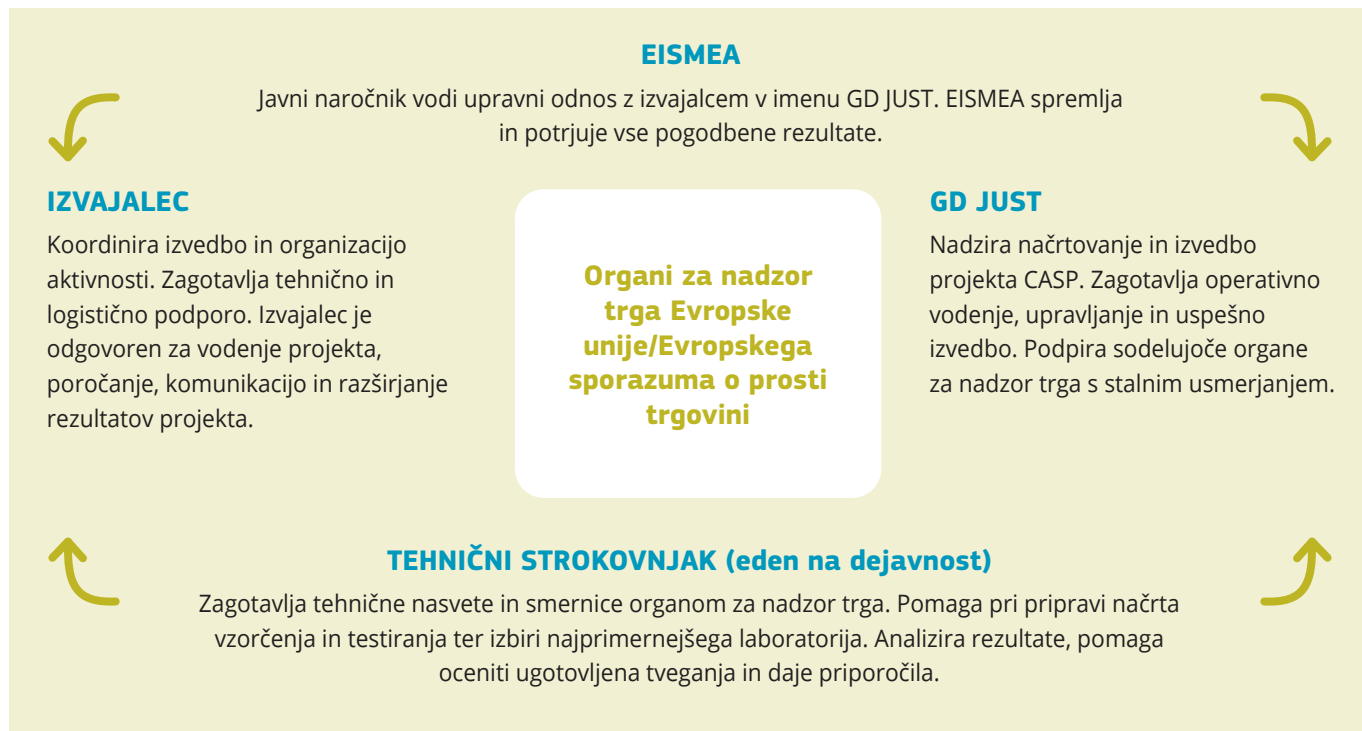 EISMEA
Javni naročnik vodi upravni odnos z izvajalcem v imenu GD JUST. EISMEA spremlja
in potrjuje vse pogodbene rezultate.
IZVAJALEC
Koordinira izvedbo in organizacijo
aktivnosti. Zagotavlja tehnično in
logistično podporo. Izvajalec je
odgovoren za vodenje projekta,
poročanje, komunikacijo in razširjanje
rezultatov projekta.
Organi za nadzor
trga Evropske
unije/Evropskega
sporazuma o prosti
trgovini
GD JUST
Nadzira načrtovanje in izvedbo
projekta CASP. Zagotavlja operativno
vodenje, upravljanje in uspešno
izvedbo. Podpira sodelujoče organe
za nadzor trga s stalnim usmerjanjem.
TEHNIČNI STROKOVNJAK (eden na dejavnost)
Zagotavlja tehnične nasvete in smernice organom za nadzor trga. Pomaga pri pripravi načrta
vzorčenja in testiranja ter izbiri najprimernejšega laboratorija. Analizira rezultate, pomaga
oceniti ugotovljena tveganja in daje priporočila.